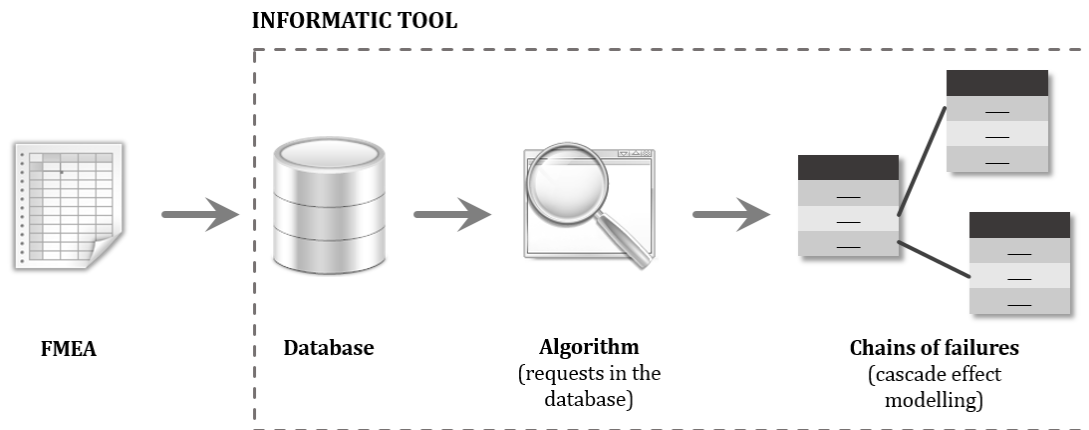 INFORMATIC TOOL
FMEA
Database
Algorithm
(requests in the
database)
Chains of failures
(cascade effect
modelling)